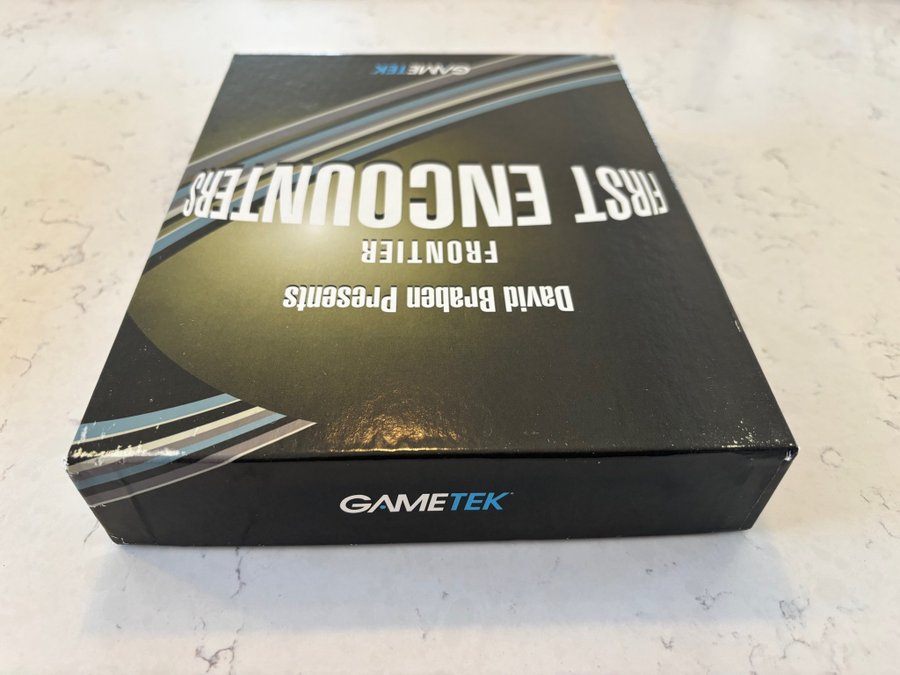 David Braben Presents
FRONTIER
FIRST ENCOUNTERS
GAMETEK
GAMETEK